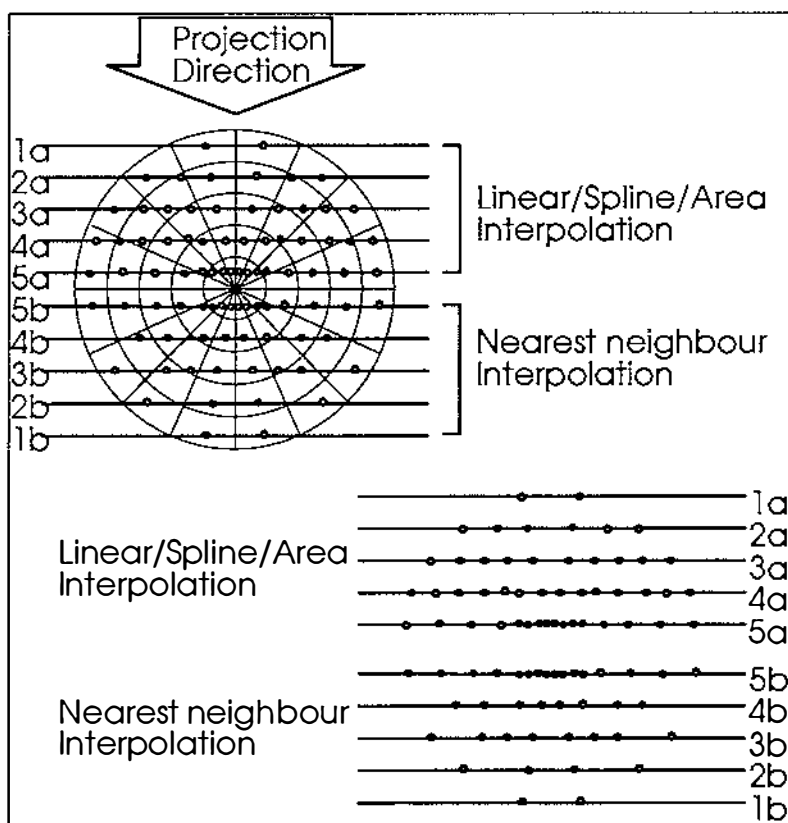 Projection
Direction
1a
2a
3a
4a
5a
5b
4b
3b
2b
1b
Linear/Spline/Area
Interpolation
Nearest neighbour
Interpolation
Linear/Spline/Area
Interpolation
1a
2a
3a
4a
5a
Nearest neighbour
Interpolation
5b
4b
3b
2b
1b